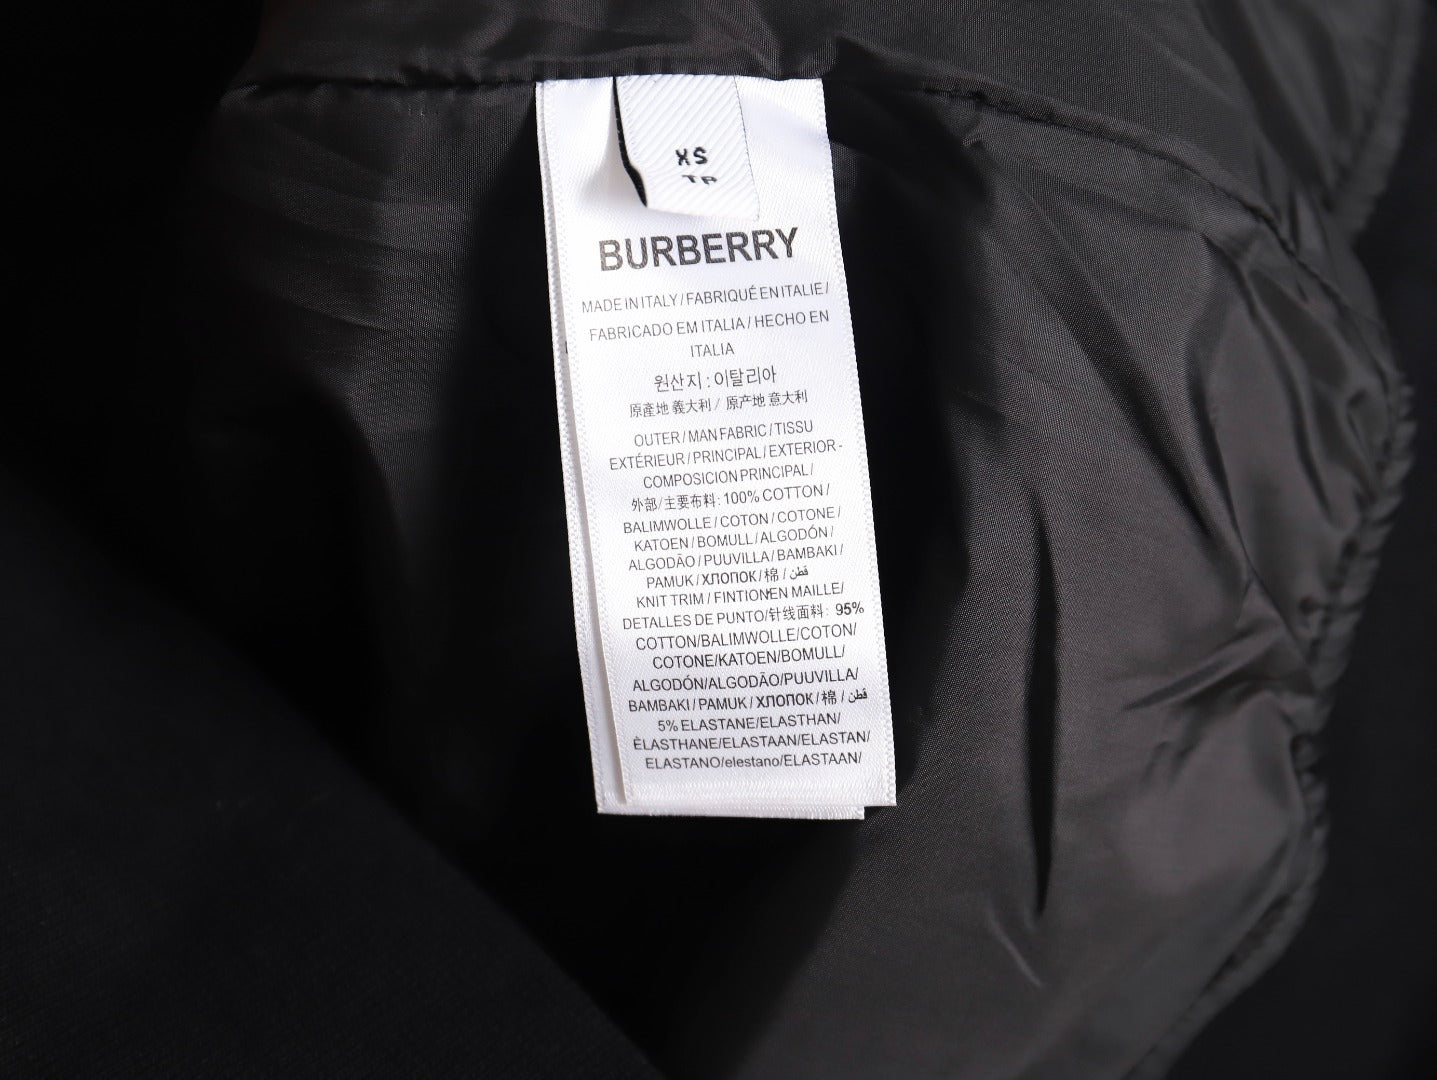 XS
TP
BURBERRY
MADE IN ITALY / FABRIQUÉ EN ITALIE /
FABRICADO EM ITALIA / HECHO EN
ITALIA
원산지 : 이탈리아
原產地 義大利 / 原产地 意大利
OUTER / MAN FABRIC / TISSU
EXTÉRIEUR / PRINCIPAL / EXTERIOR -
COMPOSICION PRINCIPAL /
外部/主要布料: 100% COTTON /
BALIMWOLLE / COTON / COTONE /
KATOEN / BOMULL / ALGODÓN /
ALGODÃO / PUUVILLA / BAMBAKI /
PAMUK / ХЛОПОК / 棉 / قطن
KNIT TRIM / FINTIONEN MAILLE/
DETALLES DE PUNTO/针线面料: 95%
COTTON/BALIMWOLLE/COTON/
COTONE/KATOEN/BOMULL/
ALGODÓN/ALGODÃO/PUUVILLA/
BAMBAKI / PAMUK / ХЛОПОК / 棉 / قطن
5% ELASTANE/ELASTHAN/
ÈLASTHANE/ELASTAAN/ELASTAN/
ELASTANO/elestano/ELASTAAN/